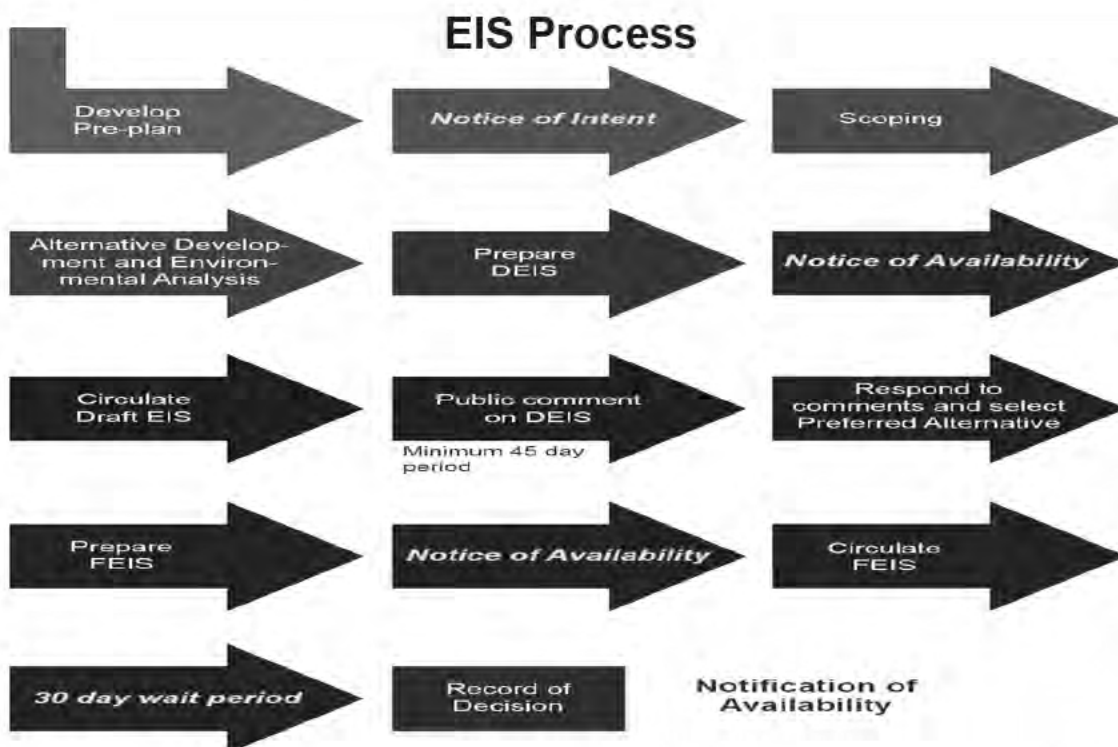 EIS Process
Develop
Pre-plan
Notice of Intent
Scoping
Alternative Develop-
ment and Environ-
mental Analysis
Prepare
DEIS
Notice of Availability
Circulate
Draft EIS
Public comment
on DEIS
Minimum 45 day
period
Respond to
comments and select
Preferred Alternative
Prepare
FEIS
Notice of Availability
Circulate
FEIS
30 day wait period
Record of
Decision
Notification of
Availability